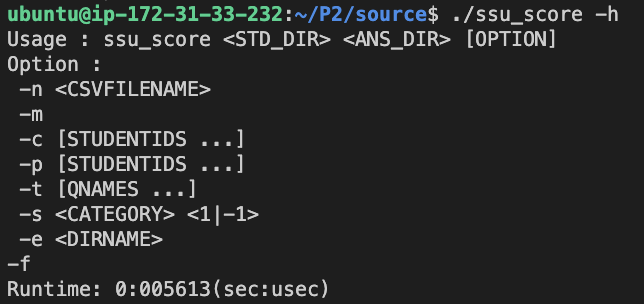 ubuntu@ip-172-31-33-232:~/P2/source$ ./ssu_score -h
Usage : ssu_score <STD_DIR> <ANS_DIR> [OPTION]
Option :
 -n <CSVFILENAME>
 -m
 -c [STUDENTIDS ...]
 -p [STUDENTIDS ...]
 -t [QNAMES ...]
 -s <CATEGORY> <1|-1>
 -e <DIRNAME>
-f
Runtime: 0:005613(sec:usec)